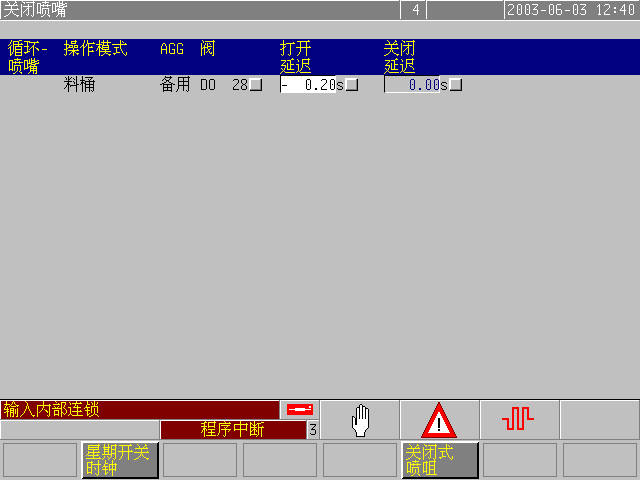 关闭喷嘴 4 2003-06-03 12:40
循环- 操作模式 AGG 阀 打开 关闭
喷嘴 延迟 延迟
料桶 备用 DO 28 - 0.20s 0.00s
输入内部连锁
程序中断 3
星期开关 关闭式
时钟 喷咀